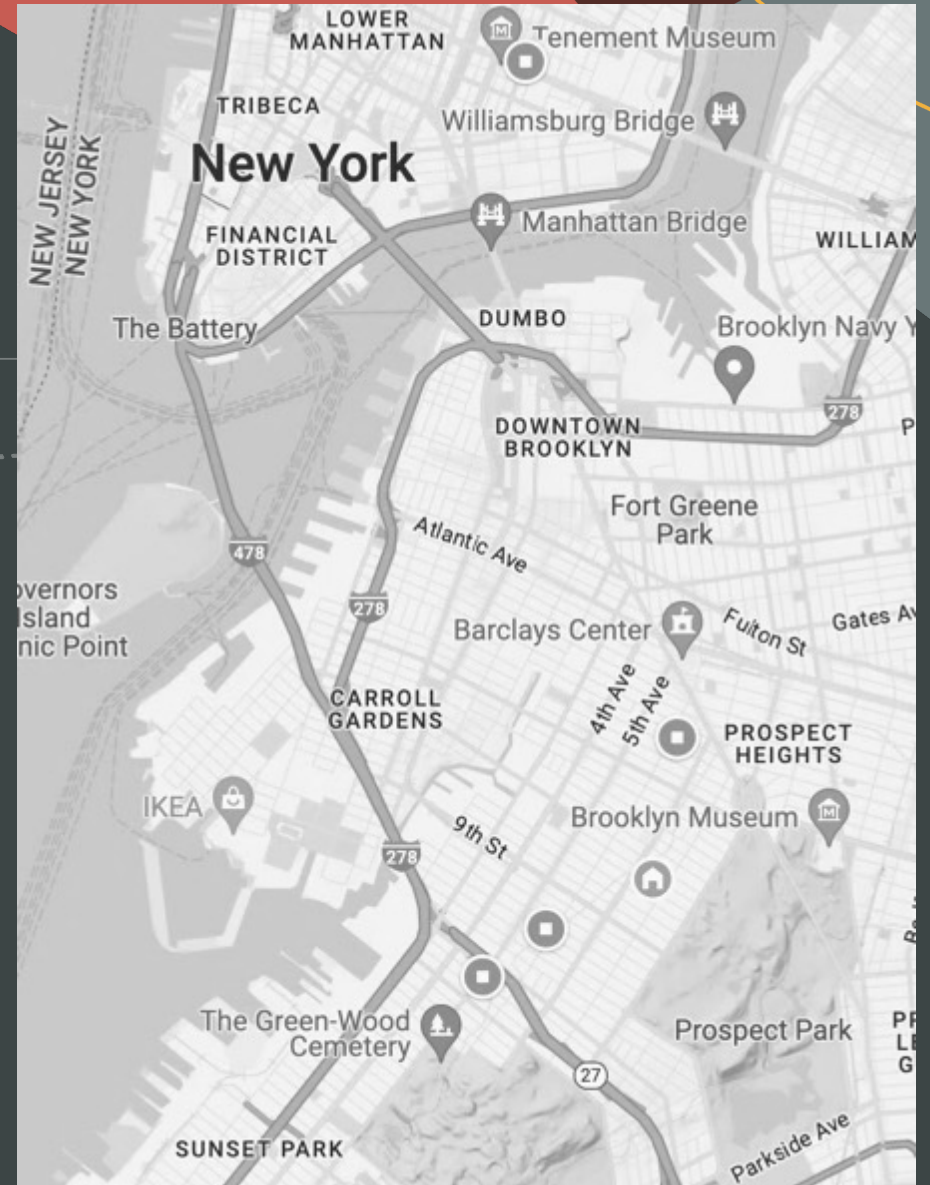 LOWER
MANHATTAN
Tenement Museum
TRIBECA
Williamsburg Bridge
New York
NEW JERSEY
NEW YORK
Manhattan Bridge
FINANCIAL
DISTRICT
WILLIAM
DUMBO
The Battery
Brooklyn Navy Y
278
DOWNTOWN
BROOKLYN
P
Fort Greene
Park
Atlantic Ave
478
overnors
Island
nic Point
278
Barclays Center
Fulton St
Gates Av
4th Ave
5th Ave
CARROLL
GARDENS
PROSPECT
HEIGHTS
IKEA
Brooklyn Museum
9th St
278
The Green-Wood
Cemetery
Prospect Park
PR
LE
G
27
SUNSET PARK
Parkside Ave